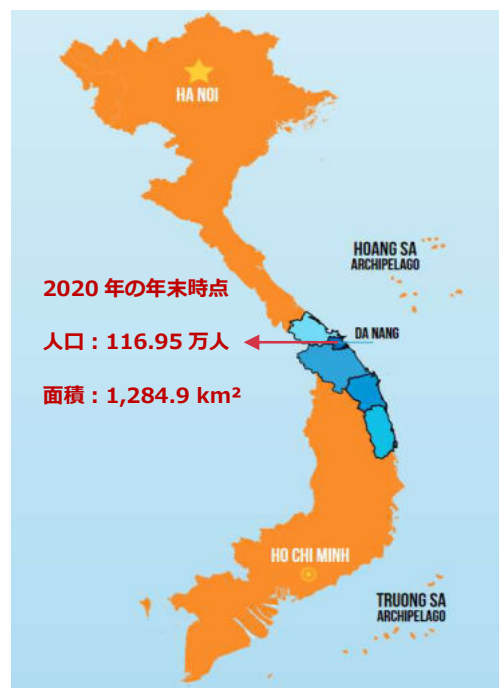 HA NOI
HOANG SA
ARCHIPELAGO
2020 年の年末時点
DA NANG
人口：116.95 万人
面積：1,284.9 km²
HO CHI MINH
TRUONG SA
ARCHIPELAGO